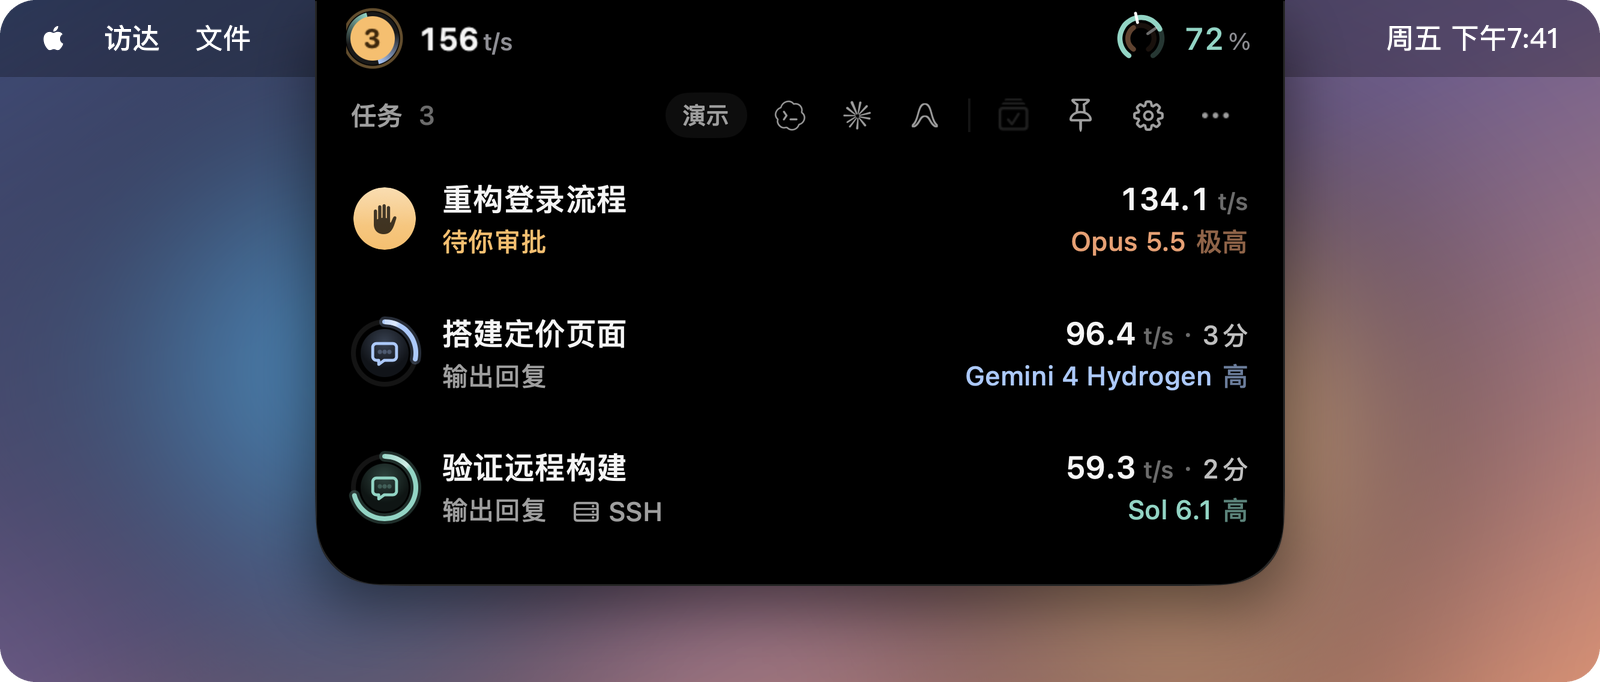 访达 文件 3 156 t/s 72 % 周五 下午7:41
任务 3 演示
重构登录流程 134.1 t/s
待你审批 Opus 5.5 极高
搭建定价页面 96.4 t/s · 3分
输出回复 Gemini 4 Hydrogen 高
验证远程构建 59.3 t/s · 2分
输出回复 SSH Sol 6.1 高